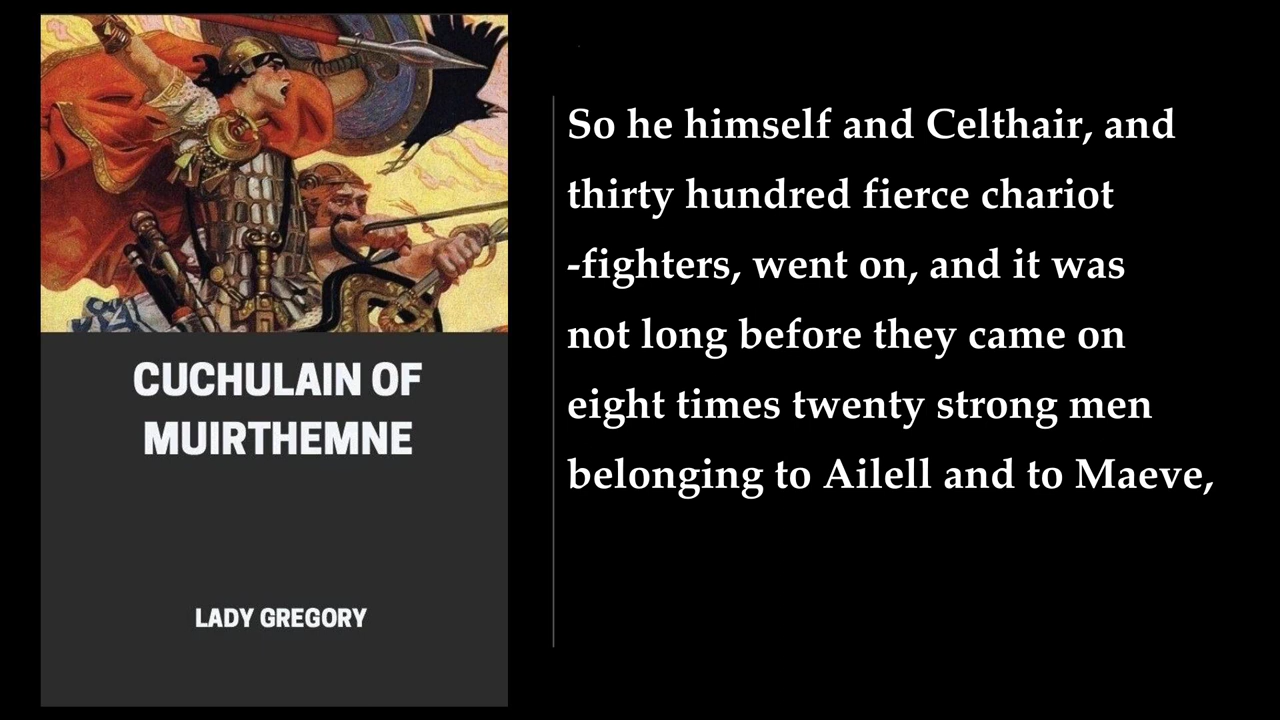 CUCHULAIN OF
MUIRTHEMNE
LADY GREGORY
So he himself and Celthair, and
thirty hundred fierce chariot
-fighters, went on, and it was
not long before they came on
eight times twenty strong men
belonging to Ailell and to Maeve,